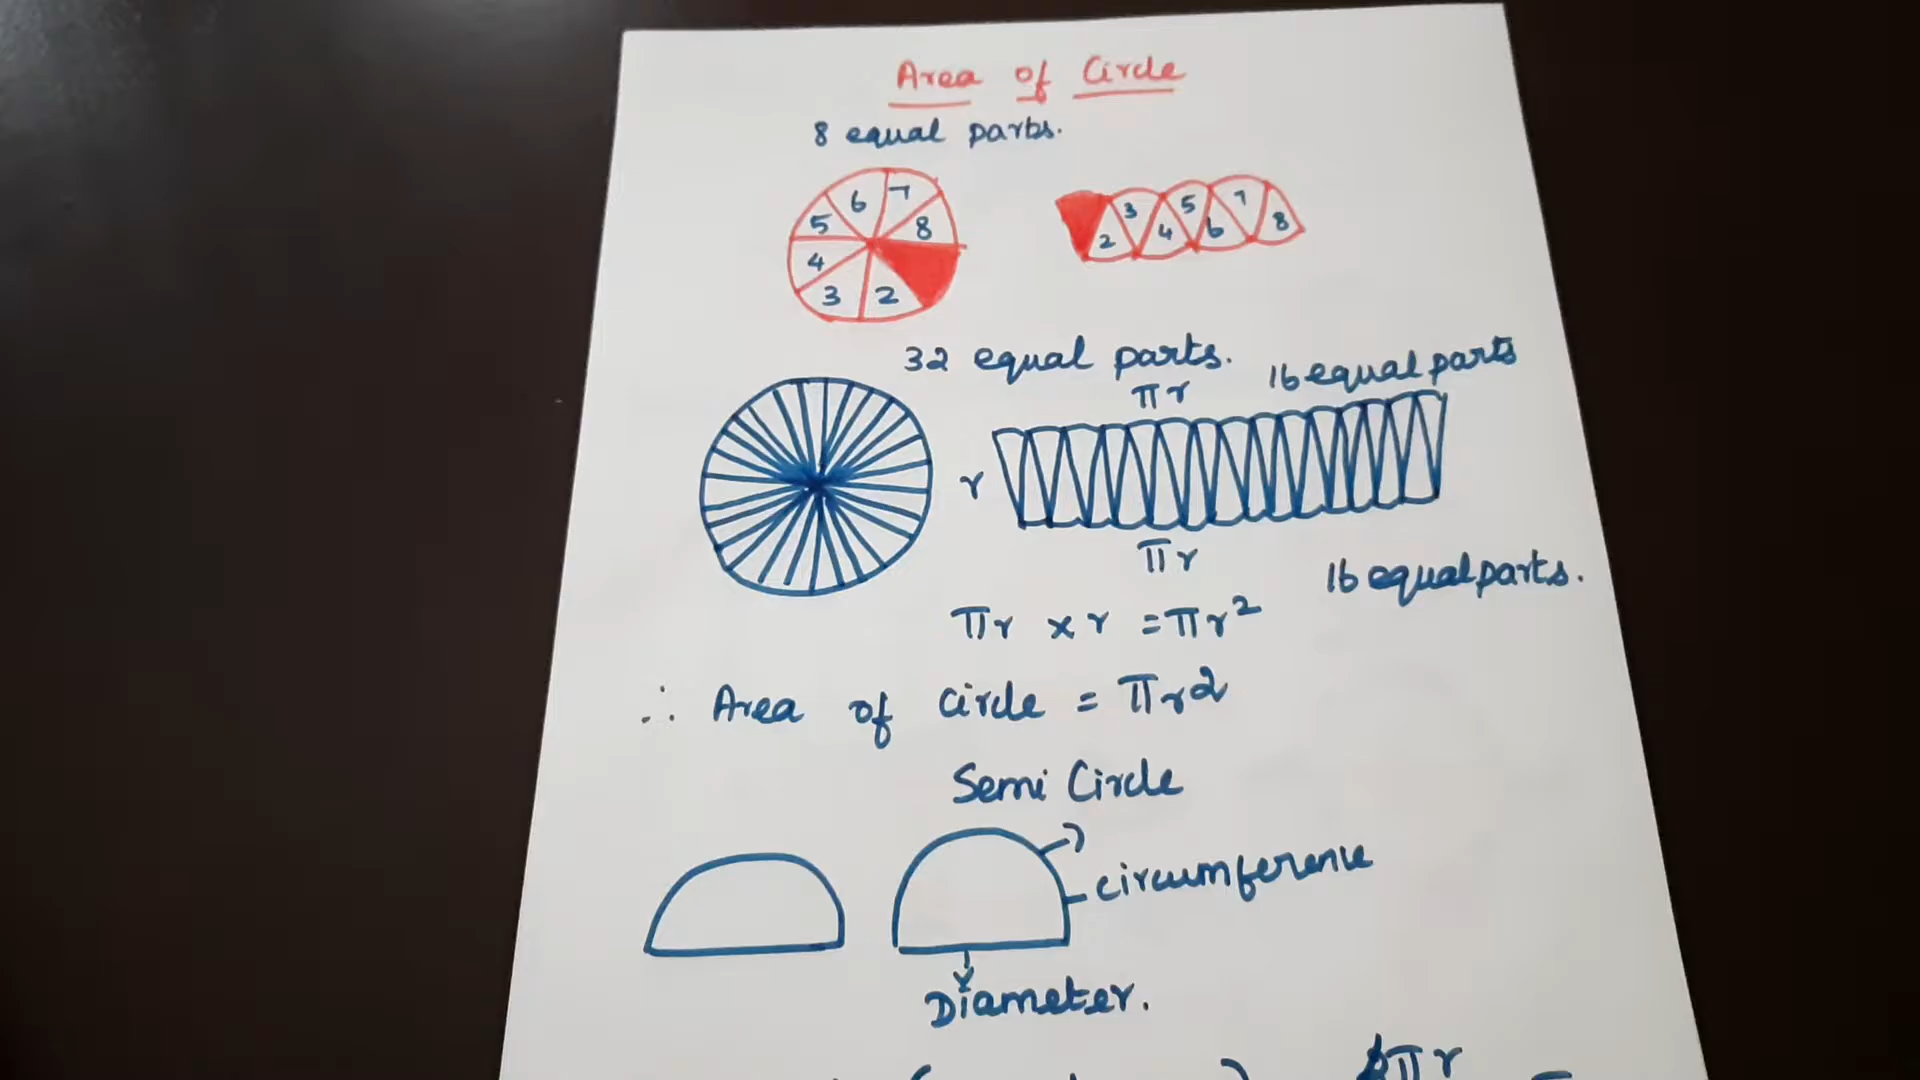 Area of Circle
8 equal parts.
6 7
5 8
4
3 2
3 5 7
2 4 6 8
32 equal parts.
16 equal parts
πr
r
πr
16 equal parts.
πr × r = πr²
∴ Area of circle = πr²
Semi Circle
circumference
Diameter.
πr